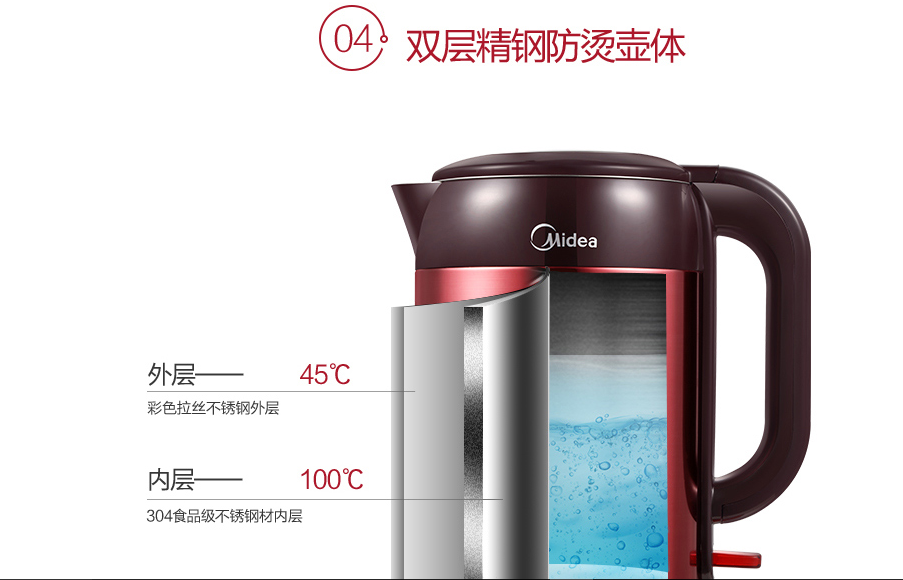 04 双层精钢防烫壶体
Midea
外层—— 45℃
彩色拉丝不锈钢外层
内层—— 100℃
304食品级不锈钢材内层